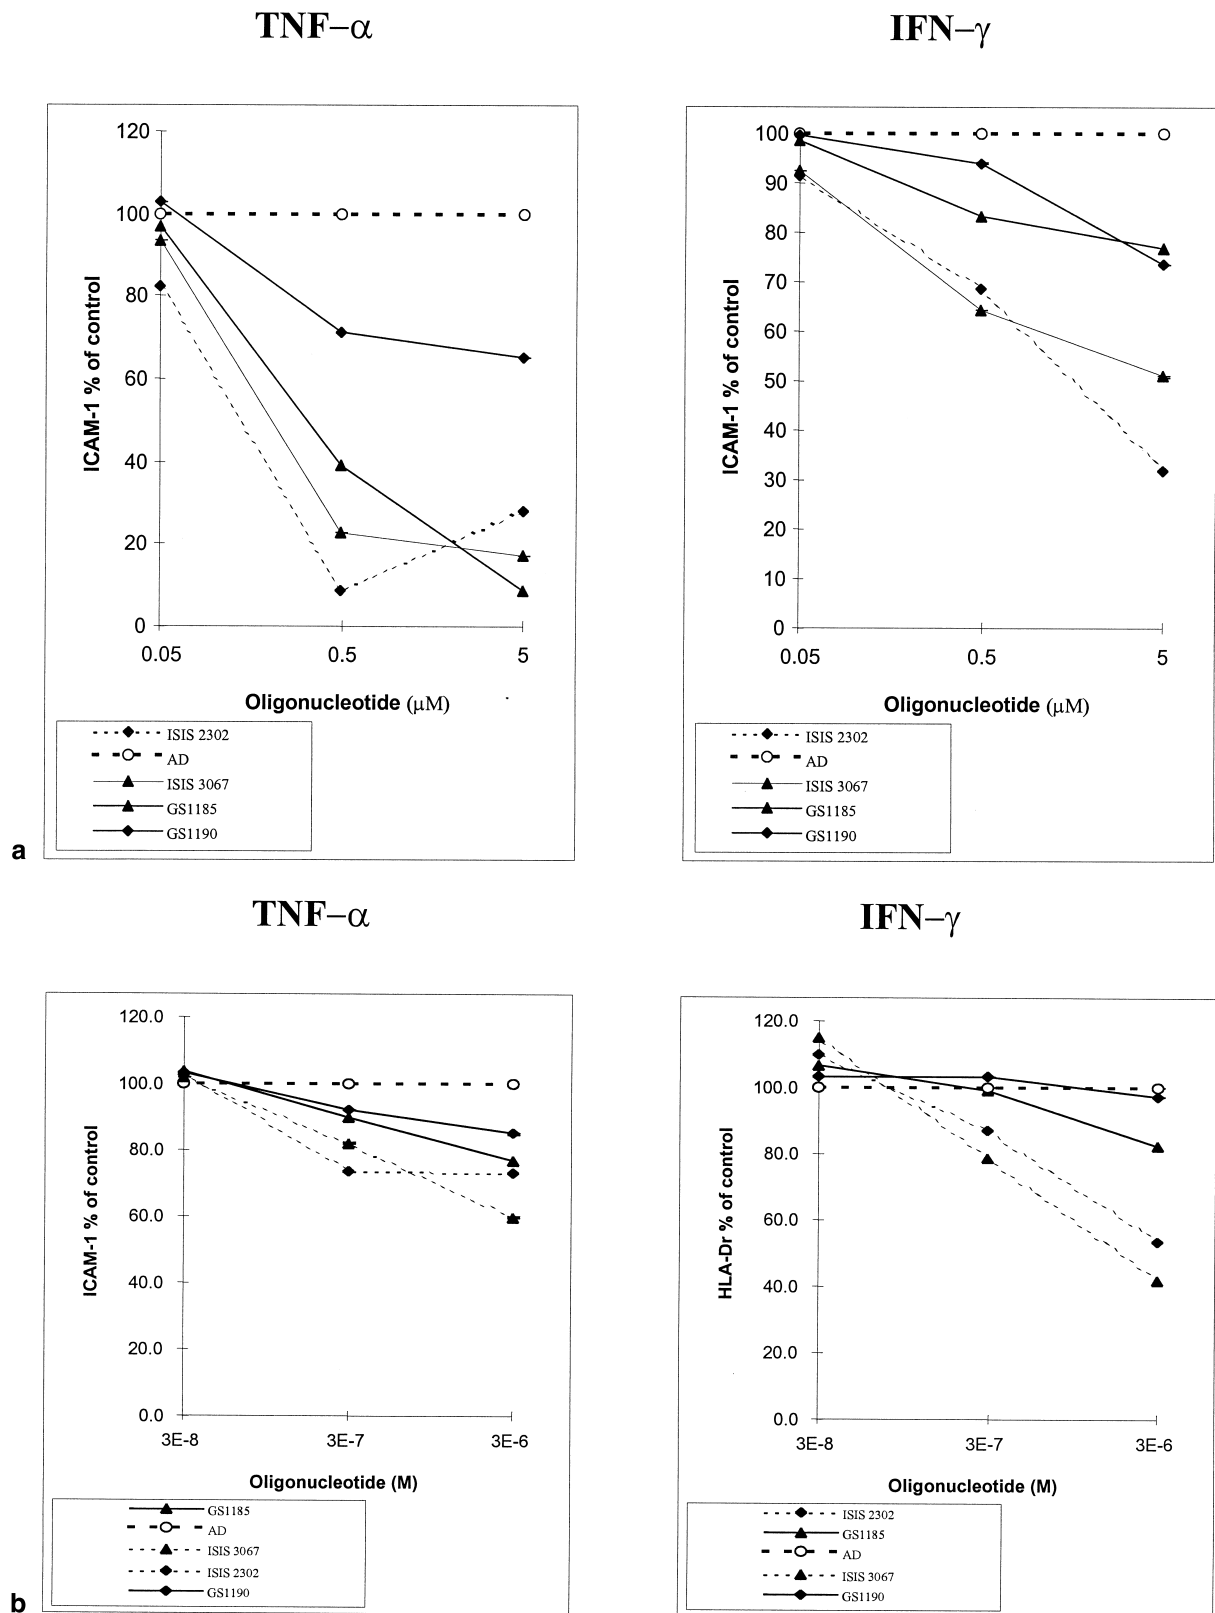 TNF–α
IFN–γ
120
100
80
60
40
20
0
ICAM-1 % of control
0.05
0.5
5
Oligonucleotide (μM)
ISIS 2302
AD
ISIS 3067
GS1185
GS1190
100
90
80
70
60
50
40
30
20
10
0
ICAM-1 % of control
0.05
0.5
5
Oligonucleotide (μM)
ISIS 2302
AD
ISIS 3067
GS1185
GS1190
a
TNF–α
IFN–γ
120.0
100.0
80.0
60.0
40.0
20.0
0.0
ICAM-1 % of control
3E-8
3E-7
3E-6
Oligonucleotide (M)
GS1185
AD
ISIS 3067
ISIS 2302
GS1190
120.0
100.0
80.0
60.0
40.0
20.0
0.0
HLA-Dr % of control
3E-8
3E-7
3E-6
Oligonucleotide (M)
ISIS 2302
GS1185
AD
ISIS 3067
GS1190
b